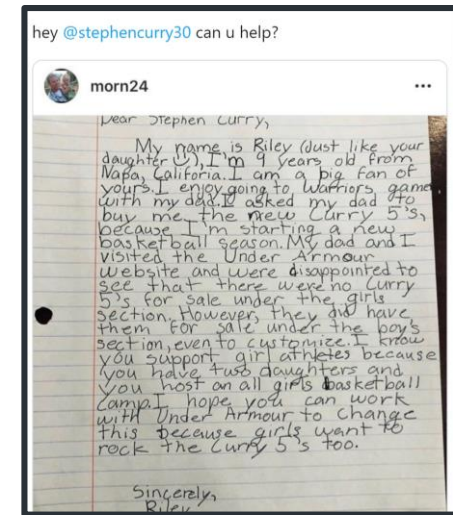 hey @stephencurry30 can u help?
morn24
Dear Stephen Curry,
My name is Riley (Just like your
daughter), I'm 9 years old from
Napa, Califoria. I am a big fan of
yours. I enjoy going to Warriors game
with my dad. I asked my dad to
buy me the new Curry 5's,
because I'm starting a new
basketball season. My dad and I
visited the Under Armour
website and were disappointed to
see that there were no Curry
5's for sale under the girls
section. However, they did have
them for sale under the boy's
section, even to customize. I know
you support girl athletes because
you have two daughters and
you host an all girls basketball
camp. I hope you can work
with Under Armour to change
this because girls want to
rock the Curry 5's too.
Sincerely,
Riley